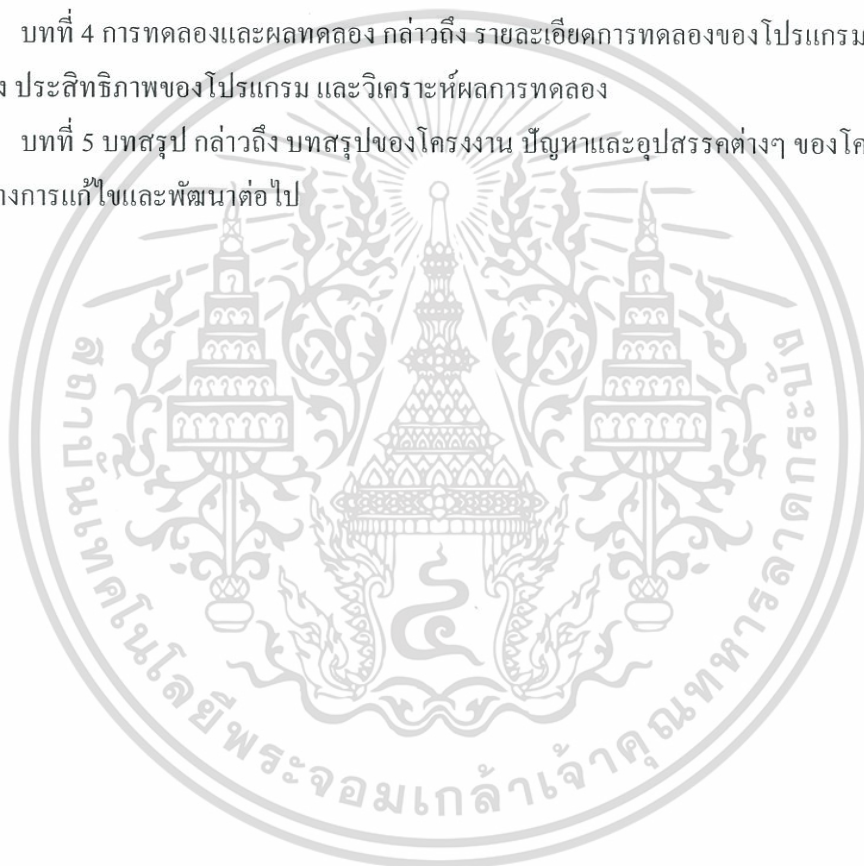 บทที่ 4 การทดลองและผลทดลอง กล่าวถึง รายละเอียดการทดลองของโปรแกรม
ประสิทธิภาพของโปรแกรม และวิเคราะห์ผลการทดลอง
บทที่ 5 บทสรุป กล่าวถึง บทสรุปของโครงงาน ปัญหาและอุปสรรคต่างๆ ของโค
างการแก้ไขและพัฒนาต่อไป
สถาบันเทคโนโลยีพระจอมเกล้าเจ้าคุณทหารลาดกระบัง